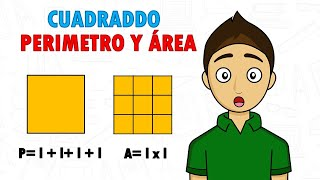 CUADRADDO
PERIMETRO Y ÁREA
P= l + l + l + l
A= l x l